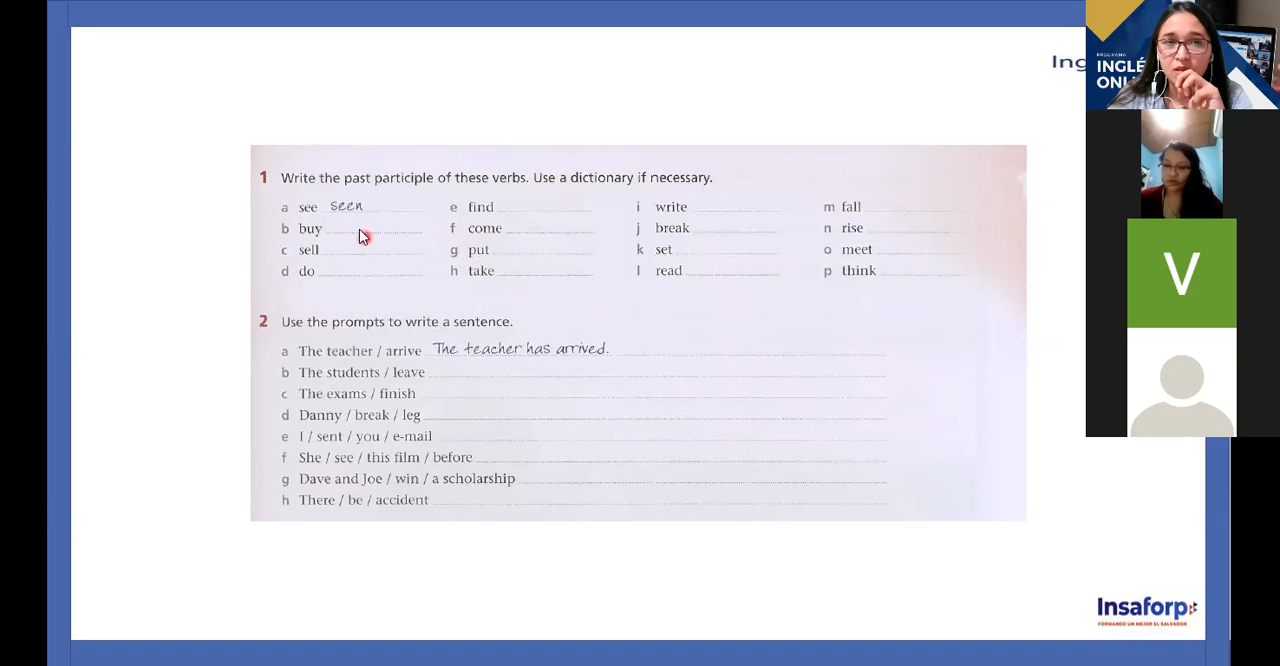 Ing
PROGRAMA
INGLÉ
ONLI
1 Write the past participle of these verbs. Use a dictionary if necessary.
a see seen
b buy
c sell
d do
e find
f come
g put
h take
i write
j break
k set
l read
m fall
n rise
o meet
p think
2 Use the prompts to write a sentence.
a The teacher / arrive The teacher has arrived.
b The students / leave
c The exams / finish
d Danny / break / leg
e I / sent / you / e-mail
f She / see / this film / before
g Dave and Joe / win / a scholarship
h There / be / accident
V
Insaforp
FORMANDO UN MEJOR EL SALVADOR